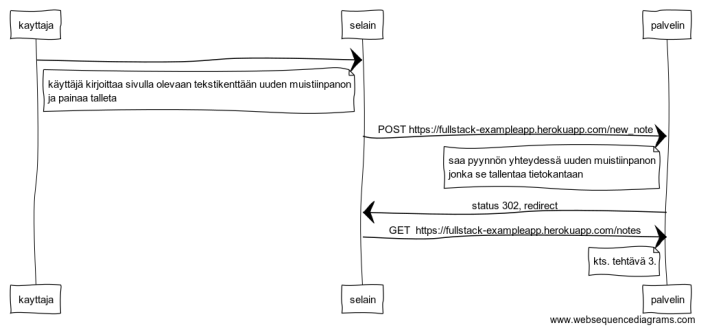 kayttaja
selain
palvelin
käyttäjä kirjoittaa sivulla olevaan tekstikenttään uuden muistiinpanon
ja painaa talleta
POST https://fullstack-exampleapp.herokuapp.com/new_note
saa pyynnön yhteydessä uuden muistiinpanon
jonka se tallentaa tietokantaan
status 302, redirect
GET https://fullstack-exampleapp.herokuapp.com/notes
kts. tehtävä 3.
kayttaja
selain
palvelin
www.websequencediagrams.com